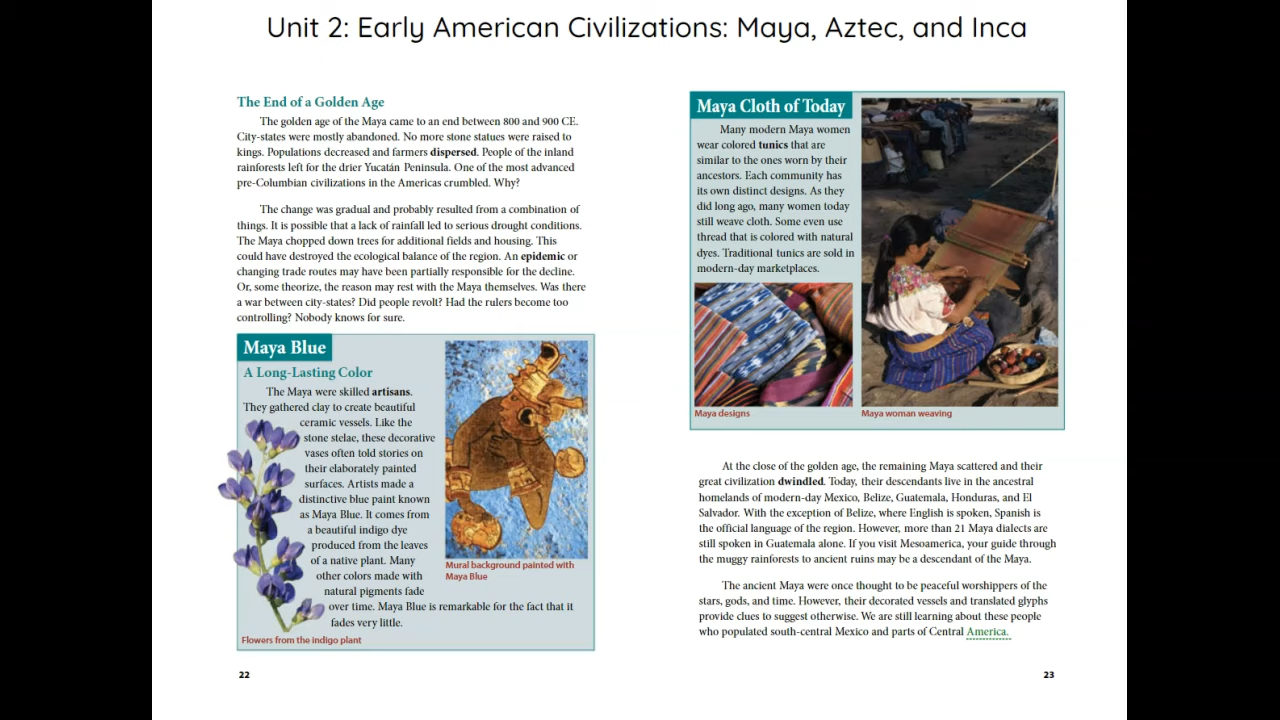 Unit 2: Early American Civilizations: Maya, Aztec, and Inca
The End of a Golden Age
The golden age of the Maya came to an end between 800 and 900 CE.
City-states were mostly abandoned. No more stone statues were raised to
kings. Populations decreased and farmers dispersed. People of the inland
rainforests left for the drier Yucatán Peninsula. One of the most advanced
pre-Columbian civilizations in the Americas crumbled. Why?
The change was gradual and probably resulted from a combination of
things. It is possible that a lack of rainfall led to serious drought conditions.
The Maya chopped down trees for additional fields and housing. This
could have destroyed the ecological balance of the region. An epidemic or
changing trade routes may have been partially responsible for the decline.
Or, some theorize, the reason may rest with the Maya themselves. Was there
a war between city-states? Did people revolt? Had the rulers become too
controlling? Nobody knows for sure.
Maya Blue
A Long-Lasting Color
The Maya were skilled artisans.
They gathered clay to create beautiful
ceramic vessels. Like the
stone stelae, these decorative
vases often told stories on
their elaborately painted
surfaces. Artists made a
distinctive blue paint known
as Maya Blue. It comes from
a beautiful indigo dye
produced from the leaves
of a native plant. Many
other colors made with
natural pigments fade
over time. Maya Blue is remarkable for the fact that it
fades very little.
Mural background painted with
Maya Blue
Flowers from the indigo plant
22
Maya Cloth of Today
Many modern Maya women
wear colored tunics that are
similar to the ones worn by their
ancestors. Each community has
its own distinct designs. As they
did long ago, many women today
still weave cloth. Some even use
thread that is colored with natural
dyes. Traditional tunics are sold in
modern-day marketplaces.
Maya designs
Maya woman weaving
At the close of the golden age, the remaining Maya scattered and their
great civilization dwindled. Today, their descendants live in the ancestral
homelands of modern-day Mexico, Belize, Guatemala, Honduras, and El
Salvador. With the exception of Belize, where English is spoken, Spanish is
the official language of the region. However, more than 21 Maya dialects are
still spoken in Guatemala alone. If you visit Mesoamerica, your guide through
the muggy rainforests to ancient ruins may be a descendant of the Maya.
The ancient Maya were once thought to be peaceful worshippers of the
stars, gods, and time. However, their decorated vessels and translated glyphs
provide clues to suggest otherwise. We are still learning about these people
who populated south-central Mexico and parts of Central America.
23